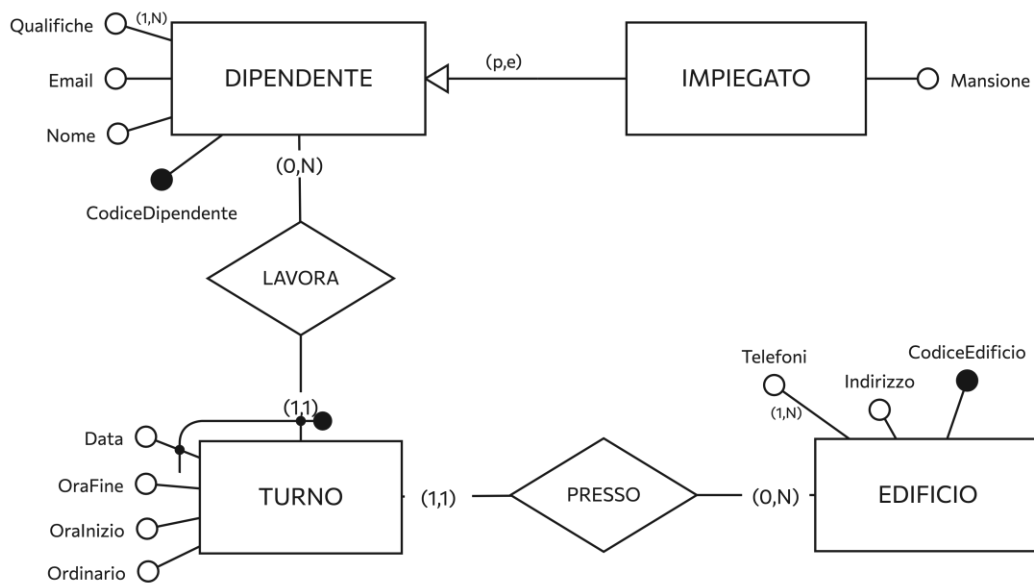 Qualifiche
(1,N)
Email
Nome
CodiceDipendente
DIPENDENTE
(p,e)
IMPIEGATO
Mansione
(0,N)
LAVORA
(1,1)
Data
OraFine
OraInizio
Ordinario
TURNO
(1,1)
PRESSO
(0,N)
Telefoni
(1,N)
Indirizzo
CodiceEdificio
EDIFICIO